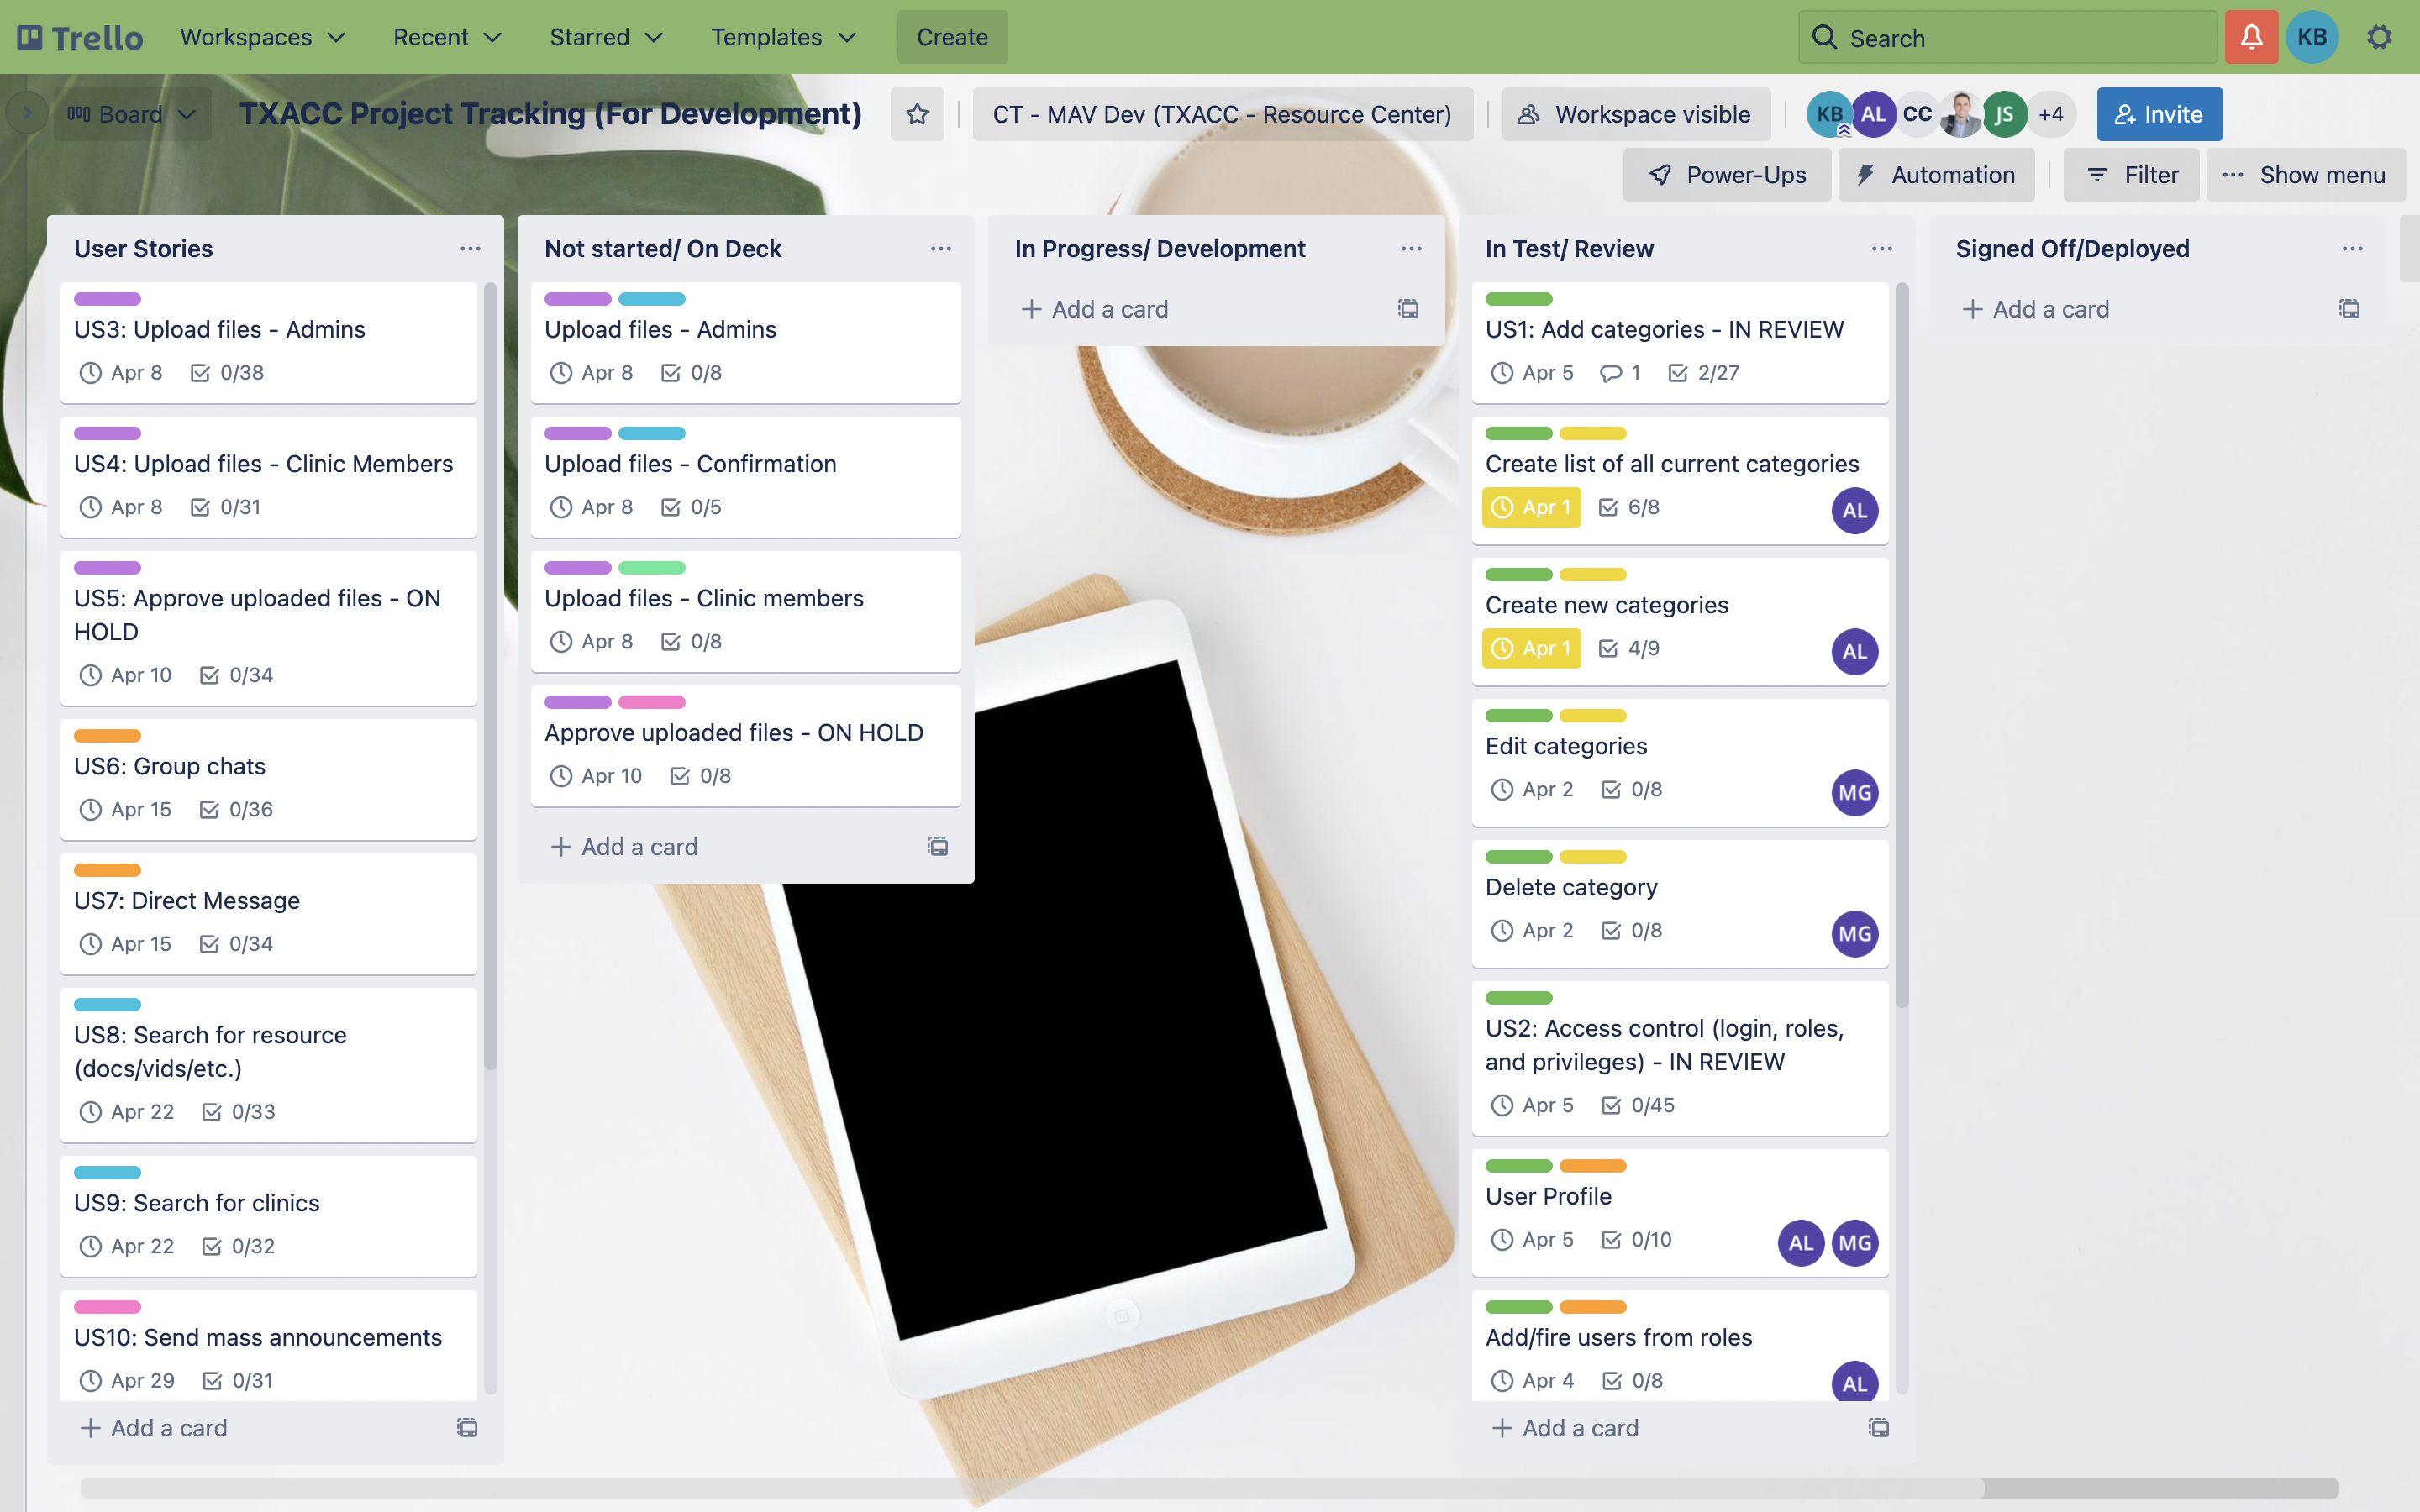 Trello
Workspaces
Recent
Starred
Templates
Create
Search
KB
Board
TXACC Project Tracking (For Development)
CT - MAV Dev (TXACC - Resource Center)
Workspace visible
KB
AL
CC
JS
+4
Invite
Power-Ups
Automation
Filter
Show menu
User Stories
US3: Upload files - Admins
Apr 8
0/38
US4: Upload files - Clinic Members
Apr 8
0/31
US5: Approve uploaded files - ON
HOLD
Apr 10
0/34
US6: Group chats
Apr 15
0/36
US7: Direct Message
Apr 15
0/34
US8: Search for resource
(docs/vids/etc.)
Apr 22
0/33
US9: Search for clinics
Apr 22
0/32
US10: Send mass announcements
Apr 29
0/31
Add a card
Not started/ On Deck
Upload files - Admins
Apr 8
0/8
Upload files - Confirmation
Apr 8
0/5
Upload files - Clinic members
Apr 8
0/8
Approve uploaded files - ON HOLD
Apr 10
0/8
Add a card
In Progress/ Development
Add a card
In Test/ Review
US1: Add categories - IN REVIEW
Apr 5
1
2/27
Create list of all current categories
Apr 1
6/8
AL
Create new categories
Apr 1
4/9
AL
Edit categories
Apr 2
0/8
MG
Delete category
Apr 2
0/8
MG
US2: Access control (login, roles,
and privileges) - IN REVIEW
Apr 5
0/45
User Profile
Apr 5
0/10
AL
MG
Add/fire users from roles
Apr 4
0/8
AL
Add a card
Signed Off/Deployed
Add a card